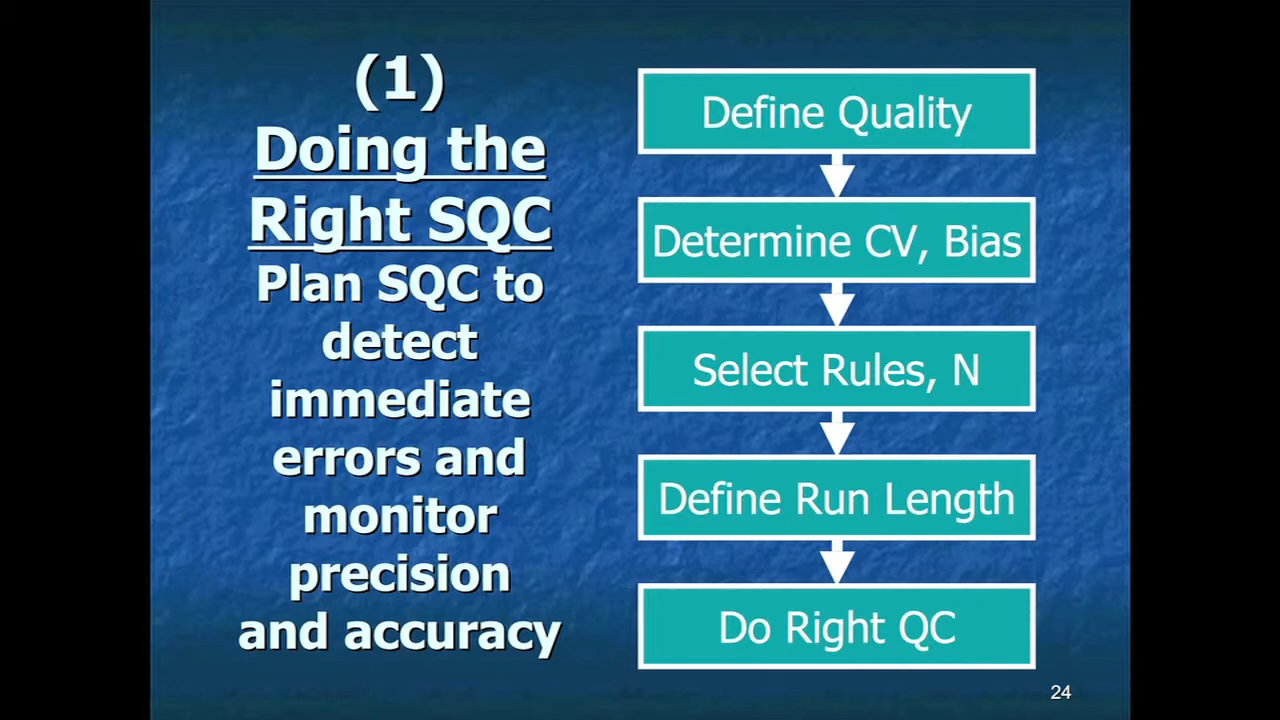 (1)
Doing the
Right SQC
Plan SQC to
detect
immediate
errors and
monitor
precision
and accuracy
Define Quality
Determine CV, Bias
Select Rules, N
Define Run Length
Do Right QC
24